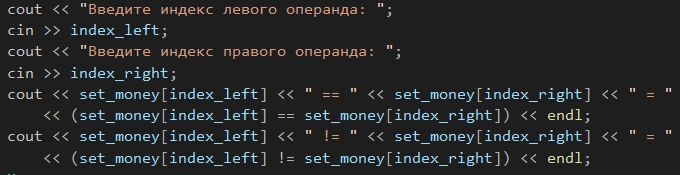 cout << "Введите индекс левого операнда: ";
cin >> index_left;
cout << "Введите индекс правого операнда: ";
cin >> index_right;
cout << set_money[index_left] << " == " << set_money[index_right] << " = "
<< (set_money[index_left] == set_money[index_right]) << endl;
cout << set_money[index_left] << " != " << set_money[index_right] << " = "
<< (set_money[index_left] != set_money[index_right]) << endl;